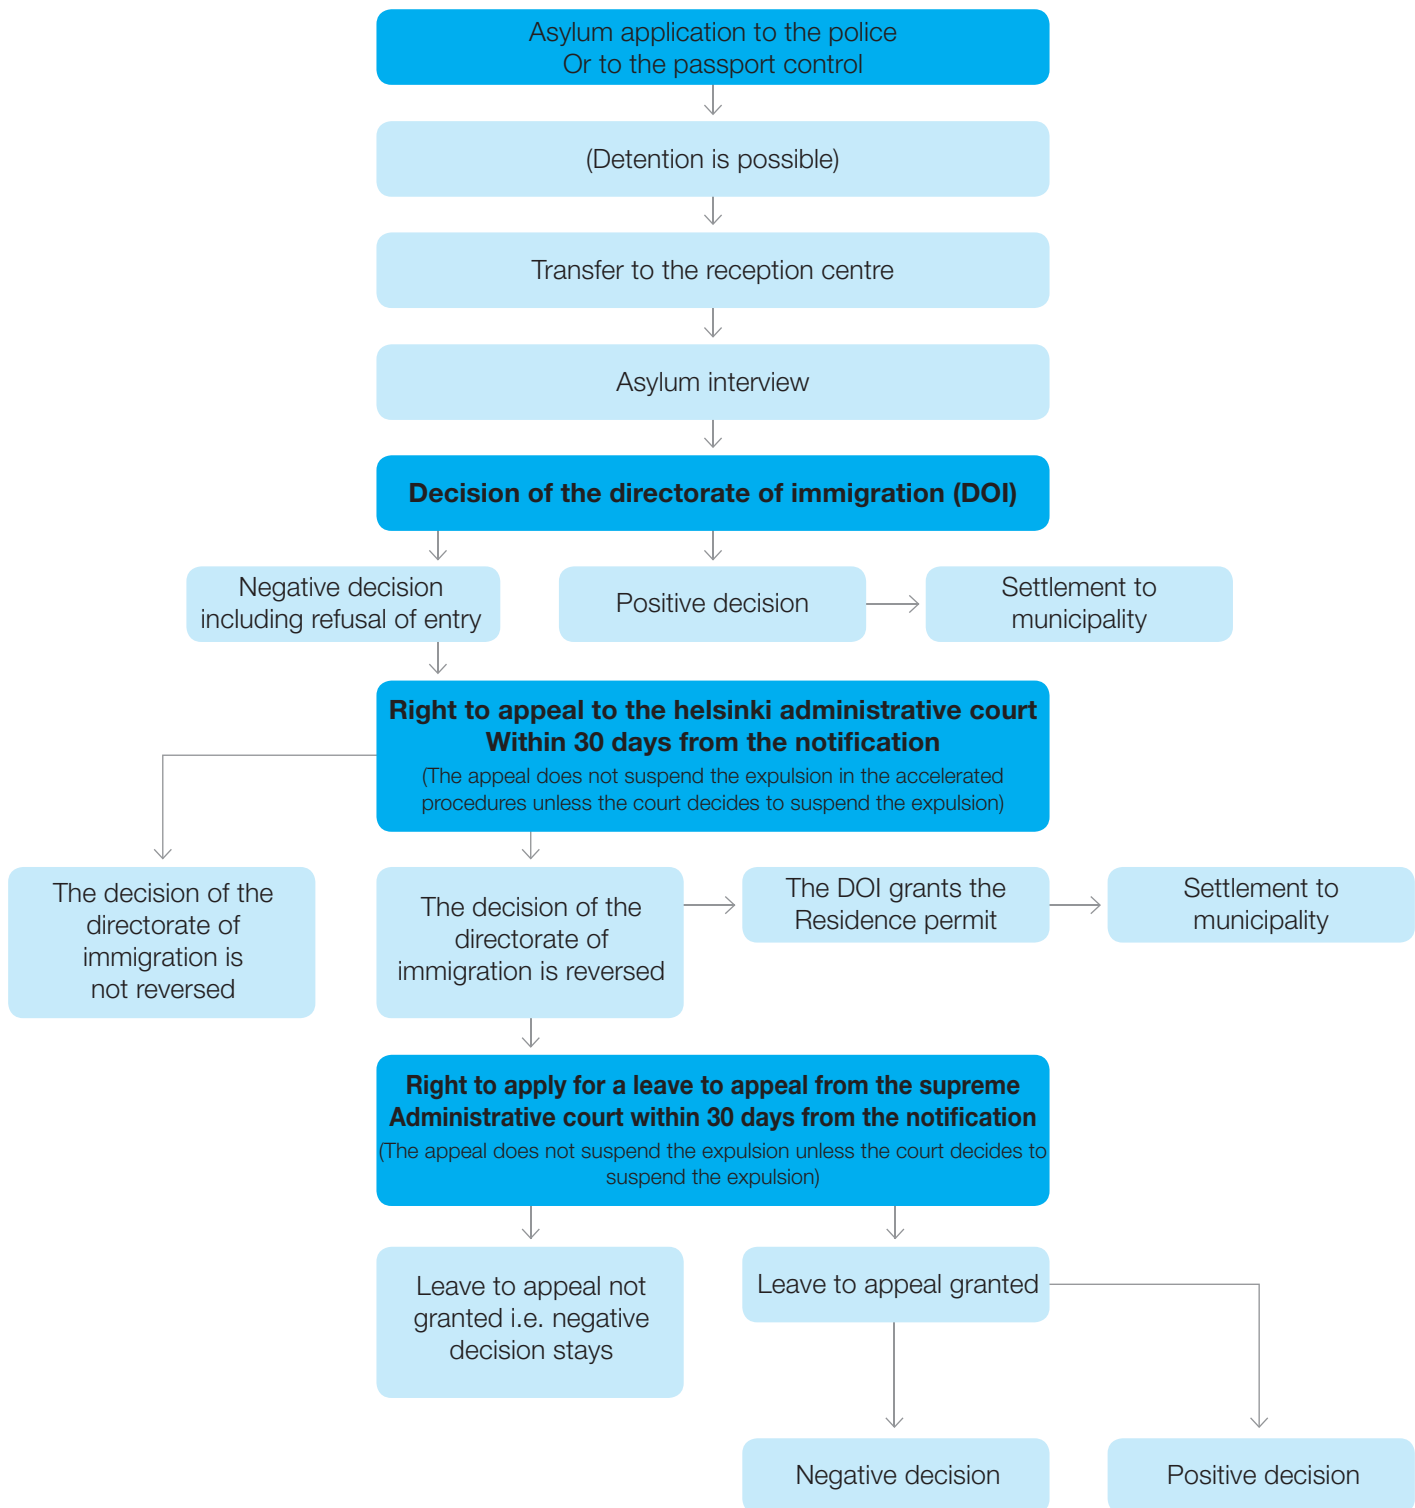 Asylum application to the police
Or to the passport control
(Detention is possible)
Transfer to the reception centre
Asylum interview
Decision of the directorate of immigration (DOI)
Negative decision
including refusal of entry
Positive decision
Settlement to
municipality
Right to appeal to the helsinki administrative court
Within 30 days from the notification
(The appeal does not suspend the expulsion in the accelerated
procedures unless the court decides to suspend the expulsion)
The decision of the
directorate of
immigration is
not reversed
The decision of the
directorate of
immigration is reversed
The DOI grants the
Residence permit
Settlement to
municipality
Right to apply for a leave to appeal from the supreme
Administrative court within 30 days from the notification
(The appeal does not suspend the expulsion unless the court decides to
suspend the expulsion)
Leave to appeal not
granted i.e. negative
decision stays
Leave to appeal granted
Negative decision
Positive decision